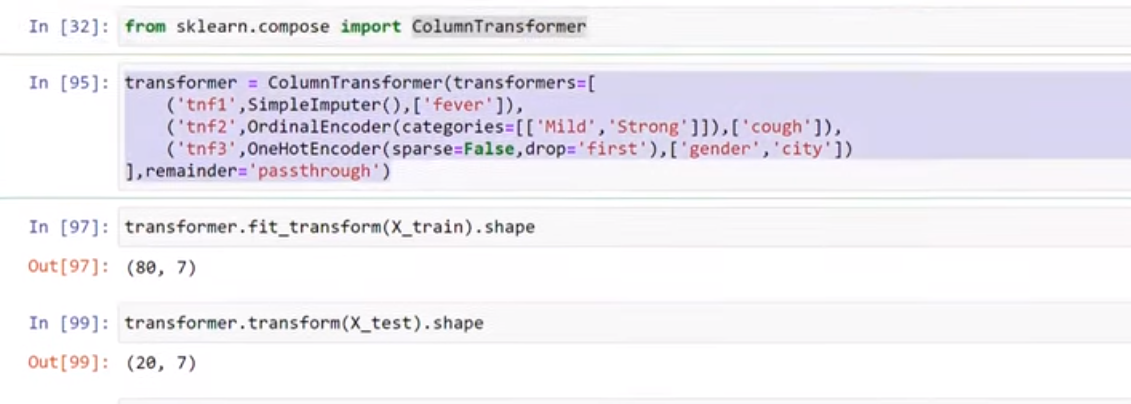 In [32]: from sklearn.compose import ColumnTransformer
In [95]: transformer = ColumnTransformer(transformers=[
('tnf1',SimpleImputer(),['fever']),
('tnf2',OrdinalEncoder(categories=[['Mild','Strong']]),['cough']),
('tnf3',OneHotEncoder(sparse=False,drop='first'),['gender','city'])
],remainder='passthrough')
In [97]: transformer.fit_transform(X_train).shape
Out[97]: (80, 7)
In [99]: transformer.transform(X_test).shape
Out[99]: (20, 7)